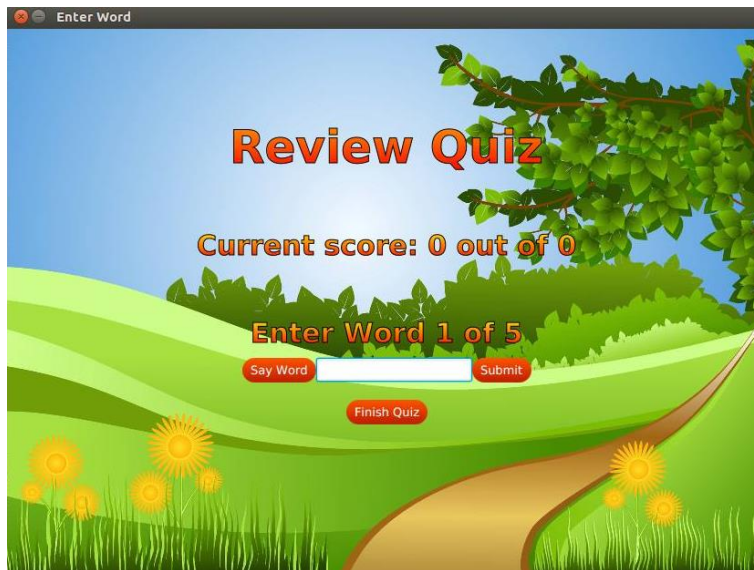 Enter Word
Review Quiz
Current score: 0 out of 0
Enter Word 1 of 5
Say Word Submit
Finish Quiz